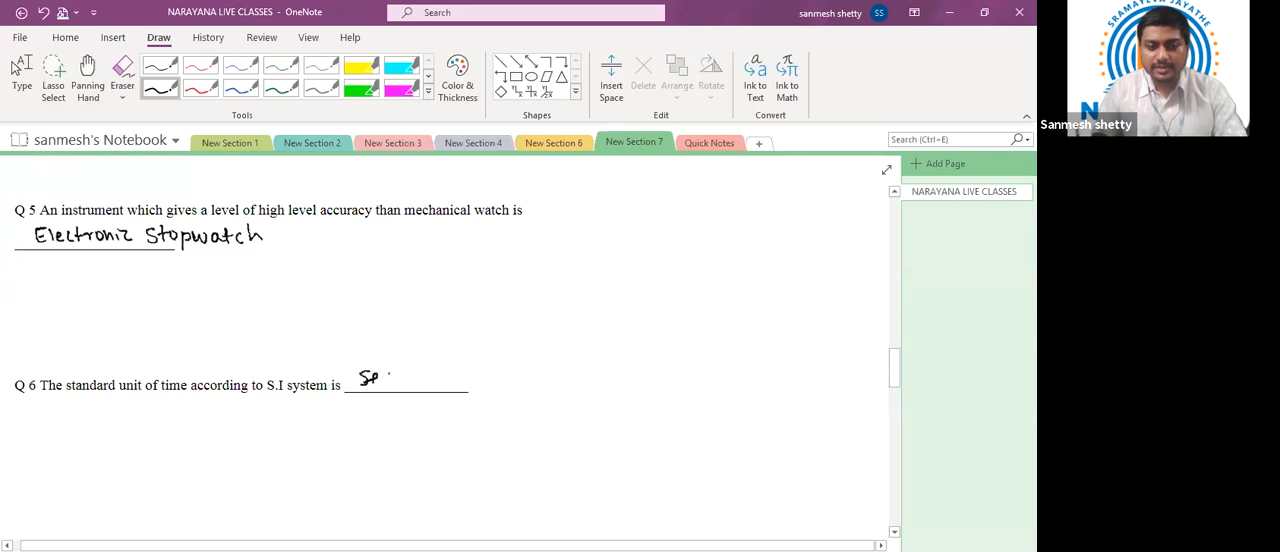 NARAYANA LIVE CLASSES - OneNote
Search
sanmesh shetty
SS
File Home Insert Draw History Review View Help
Type
Lasso Select
Panning Hand
Eraser
Color & Thickness
Insert Space
Delete
Arrange
Rotate
Ink to Text
Ink to Math
Tools
Shapes
Edit
Convert
sanmesh's Notebook
New Section 1
New Section 2
New Section 3
New Section 4
New Section 6
New Section 7
Quick Notes
Search (Ctrl+E)
Add Page
NARAYANA LIVE CLASSES
Q 5 An instrument which gives a level of high level accuracy than mechanical watch is
Electronic Stopwatch
Q 6 The standard unit of time according to S.I system is
SRAMAYEVA JAYATHE
N
Sanmesh shetty